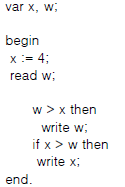 var x, w;
begin
x := 4;
read w;
w > x then
write w;
if x > w then
write x;
end.